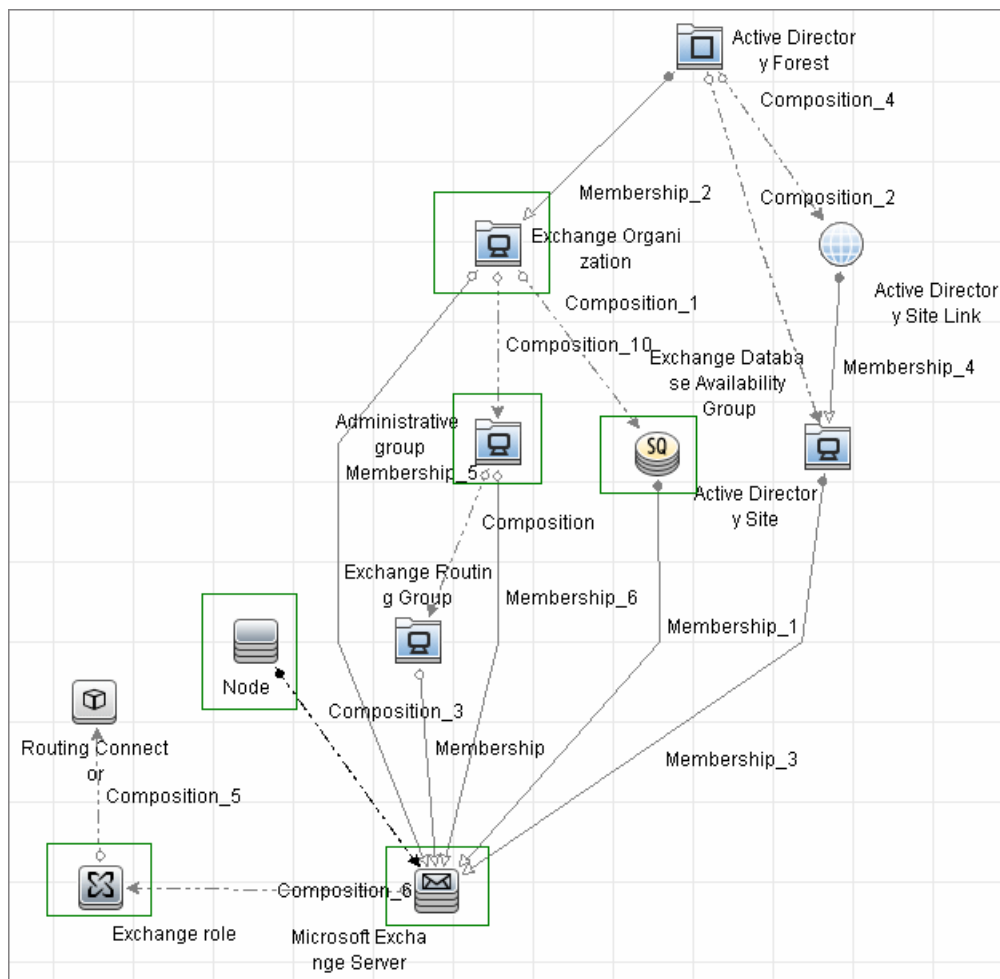 Active Director
y Forest
Composition_4
Membership_2
Composition_2
Exchange Organi
zation
Active Director
y Site Link
Composition_1
Composition_10
Exchange Databa
se Availability
Group
Membership_4
Administrative
group
Membership_5
SQ
Active Director
y Site
Composition
Exchange Routin
g Group
Membership_6
Membership_1
Node
Composition_3
Routing Connect
or
Membership
Membership_3
Composition_5
Composition_6
Exchange role
Microsoft Excha
nge Server